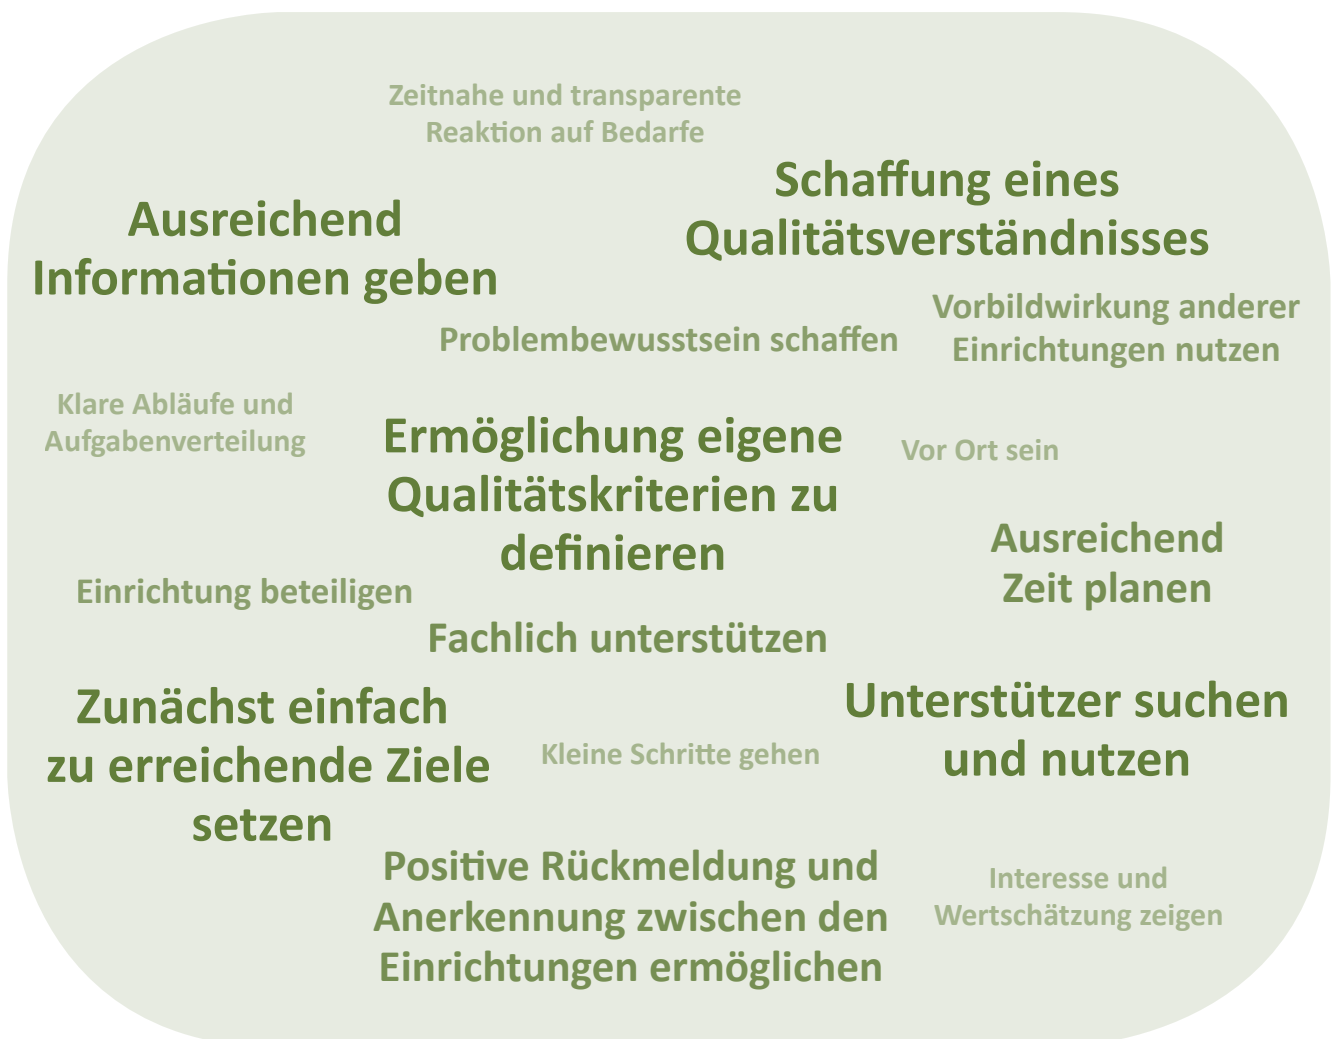 Zeitnahe und transparente
Reaktion auf Bedarfe
Schaffung eines
Qualitätsverständnisses
Ausreichend
Informationen geben
Vorbildwirkung anderer
Einrichtungen nutzen
Problembewusstsein schaffen
Klare Abläufe und
Aufgabenverteilung
Ermöglichung eigene
Qualitätskriterien zu
definieren
Vor Ort sein
Ausreichend
Zeit planen
Einrichtung beteiligen
Fachlich unterstützen
Zunächst einfach
zu erreichende Ziele
setzen
Unterstützer suchen
und nutzen
Kleine Schritte gehen
Positive Rückmeldung und
Anerkennung zwischen den
Einrichtungen ermöglichen
Interesse und
Wertschätzung zeigen